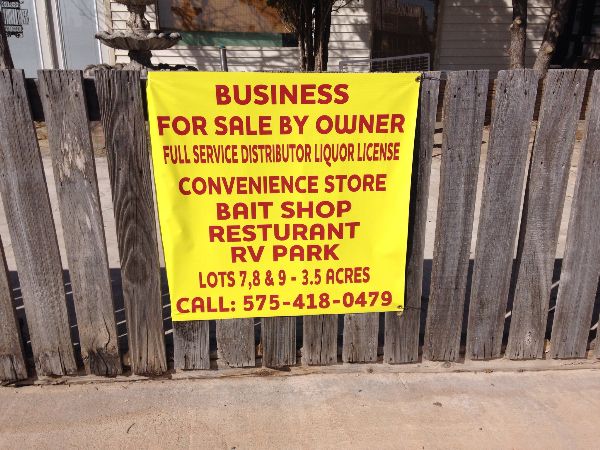 BUSINESS
FOR SALE BY OWNER
FULL SERVICE DISTRIBUTOR LIQUOR LICENSE
CONVENIENCE STORE
BAIT SHOP
RESTURANT
RV PARK
LOTS 7,8 & 9 - 3.5 ACRES
CALL: 575-418-0479